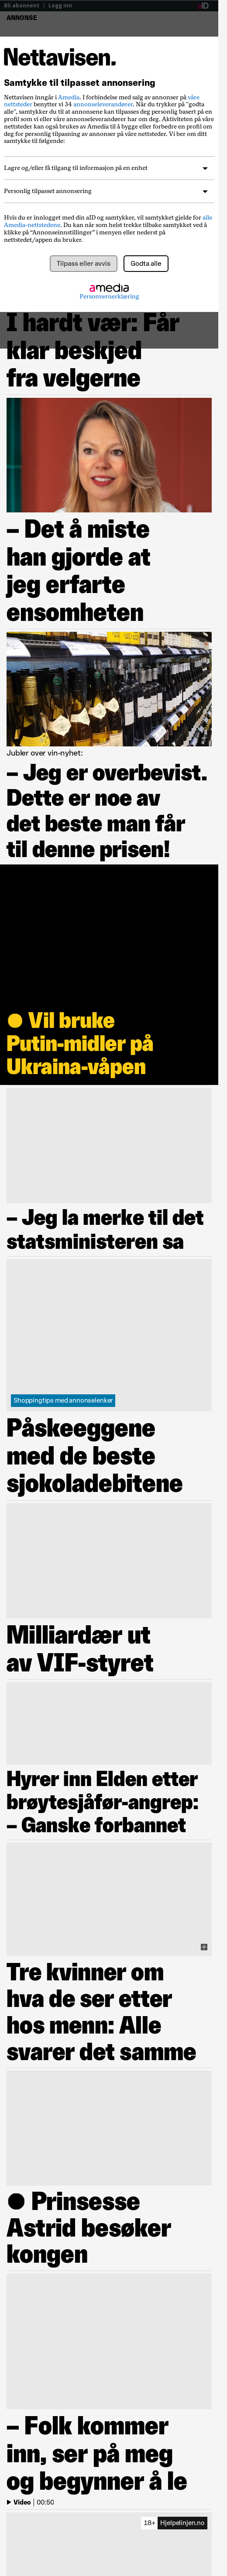 Bli abonnent | Logg inn
aID
ANNONSE
Nettavisen.
Samtykke til tilpasset annonsering
Nettavisen inngår i Amedia. I forbindelse med salg av annonser på våre
nettsteder benytter vi 34 annonseleverandører. Når du trykker på "godta
alle", samtykker du til at annonsene kan tilpasses deg personlig basert på en
profil som vi eller våre annonseleverandører har om deg. Aktiviteten på våre
nettsteder kan også brukes av Amedia til å bygge eller forbedre en profil om
deg for personlig tilpasning av annonser på våre nettsteder. Vi ber om ditt
samtykke til følgende:
Lagre og/eller få tilgang til informasjon på en enhet
Personlig tilpasset annonsering
Hvis du er innlogget med din aID og samtykker, vil samtykket gjelde for alle
Amedia-nettstedene. Du kan når som helst trekke tilbake samtykket ved å
klikke på “Annonseinnstillinger” i menyen eller nederst på
nettstedet/appen du bruker.
Tilpass eller avvis
Godta alle
amedia
Personvernerklæring
I hardt vær: Får
klar beskjed
fra velgerne
– Det å miste
han gjorde at
jeg erfarte
ensomheten
Jubler over vin-nyhet:
– Jeg er overbevist.
Dette er noe av
det beste man får
til denne prisen!
● Vil bruke
Putin-midler på
Ukraina-våpen
– Jeg la merke til det
statsministeren sa
Shoppingtips med annonselenker
Påskeeggene
med de beste
sjokoladebitene
Milliardær ut
av VIF-styret
Hyrer inn Elden etter
brøytesjåfør-angrep:
– Ganske forbannet
Tre kvinner om
hva de ser etter
hos menn: Alle
svarer det samme
● Prinsesse
Astrid besøker
kongen
– Folk kommer
inn, ser på meg
og begynner å le
Video | 00:50
18+ Hjelpelinjen.no